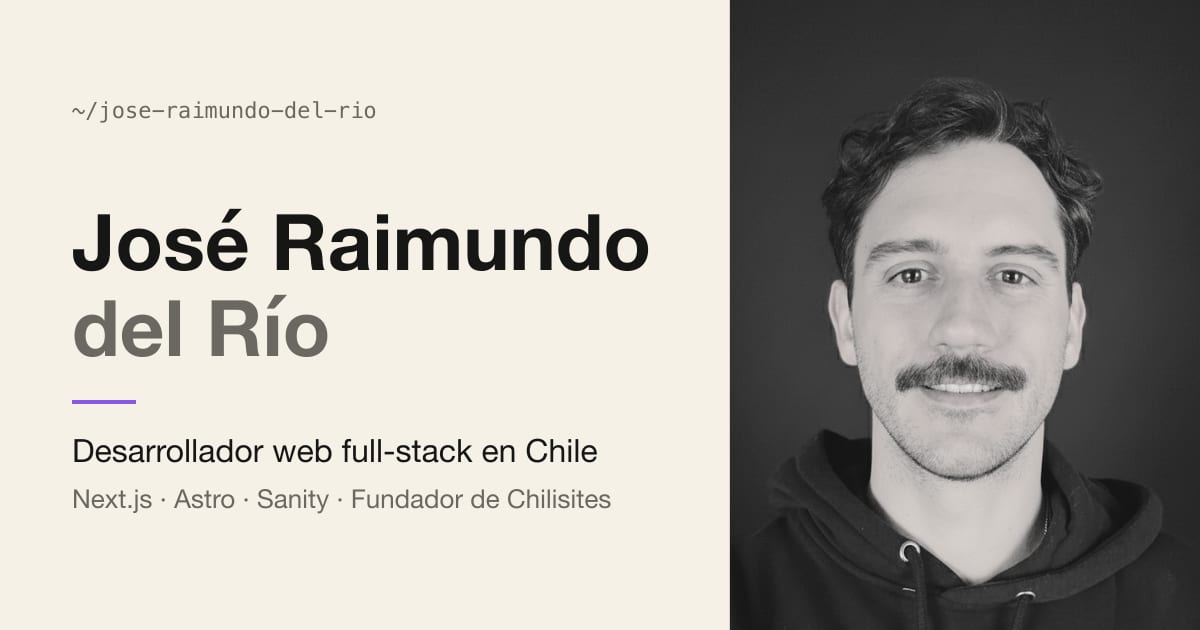 ~/jose-raimundo-del-rio
José Raimundo
del Río
Desarrollador web full-stack en Chile
Next.js · Astro · Sanity · Fundador de Chilisites